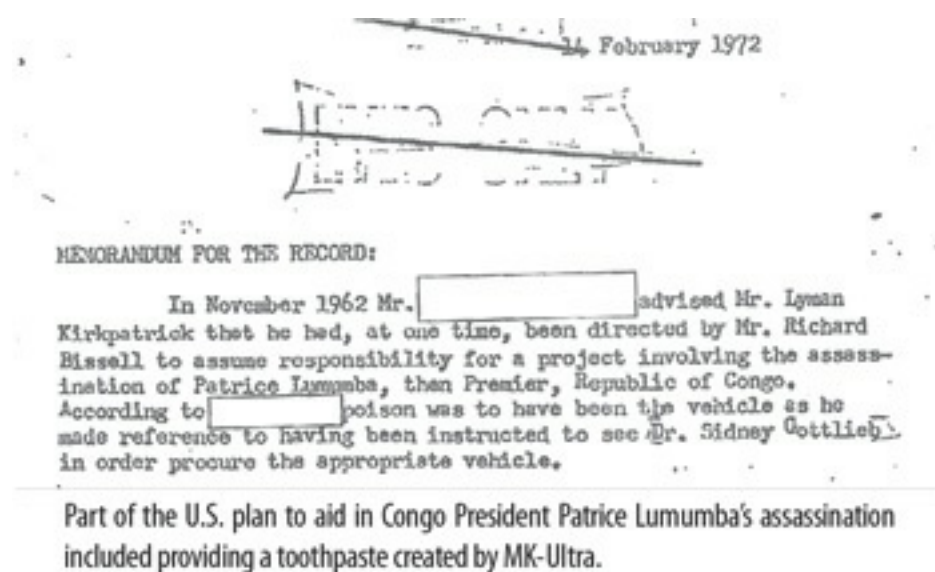 14 February 1972
MEMORANDUM FOR THE RECORD:
In November 1962 Mr. advised Mr. Lyman
Kirkpatrick that he had, at one time, been directed by Mr. Richard
Bissell to assume responsibility for a project involving the assass-
ination of Patrice Lumumba, then Premier, Republic of Congo.
According to poison was to have been the vehicle as he
made reference to having been instructed to see Dr. Sidney Gottlieb
in order procure the appropriate vehicle.
Part of the U.S. plan to aid in Congo President Patrice Lumumba's assassination
included providing a toothpaste created by MK-Ultra.